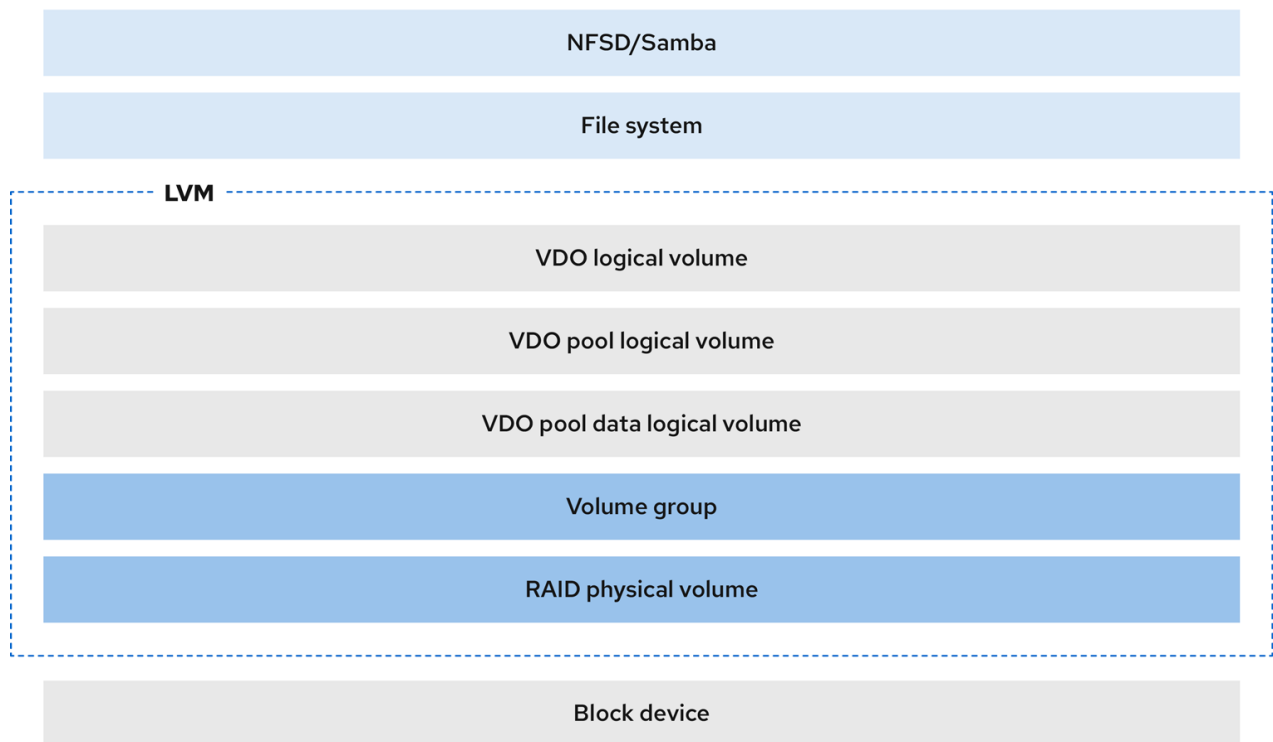 NFSD/Samba
File system
LVM
VDO logical volume
VDO pool logical volume
VDO pool data logical volume
Volume group
RAID physical volume
Block device